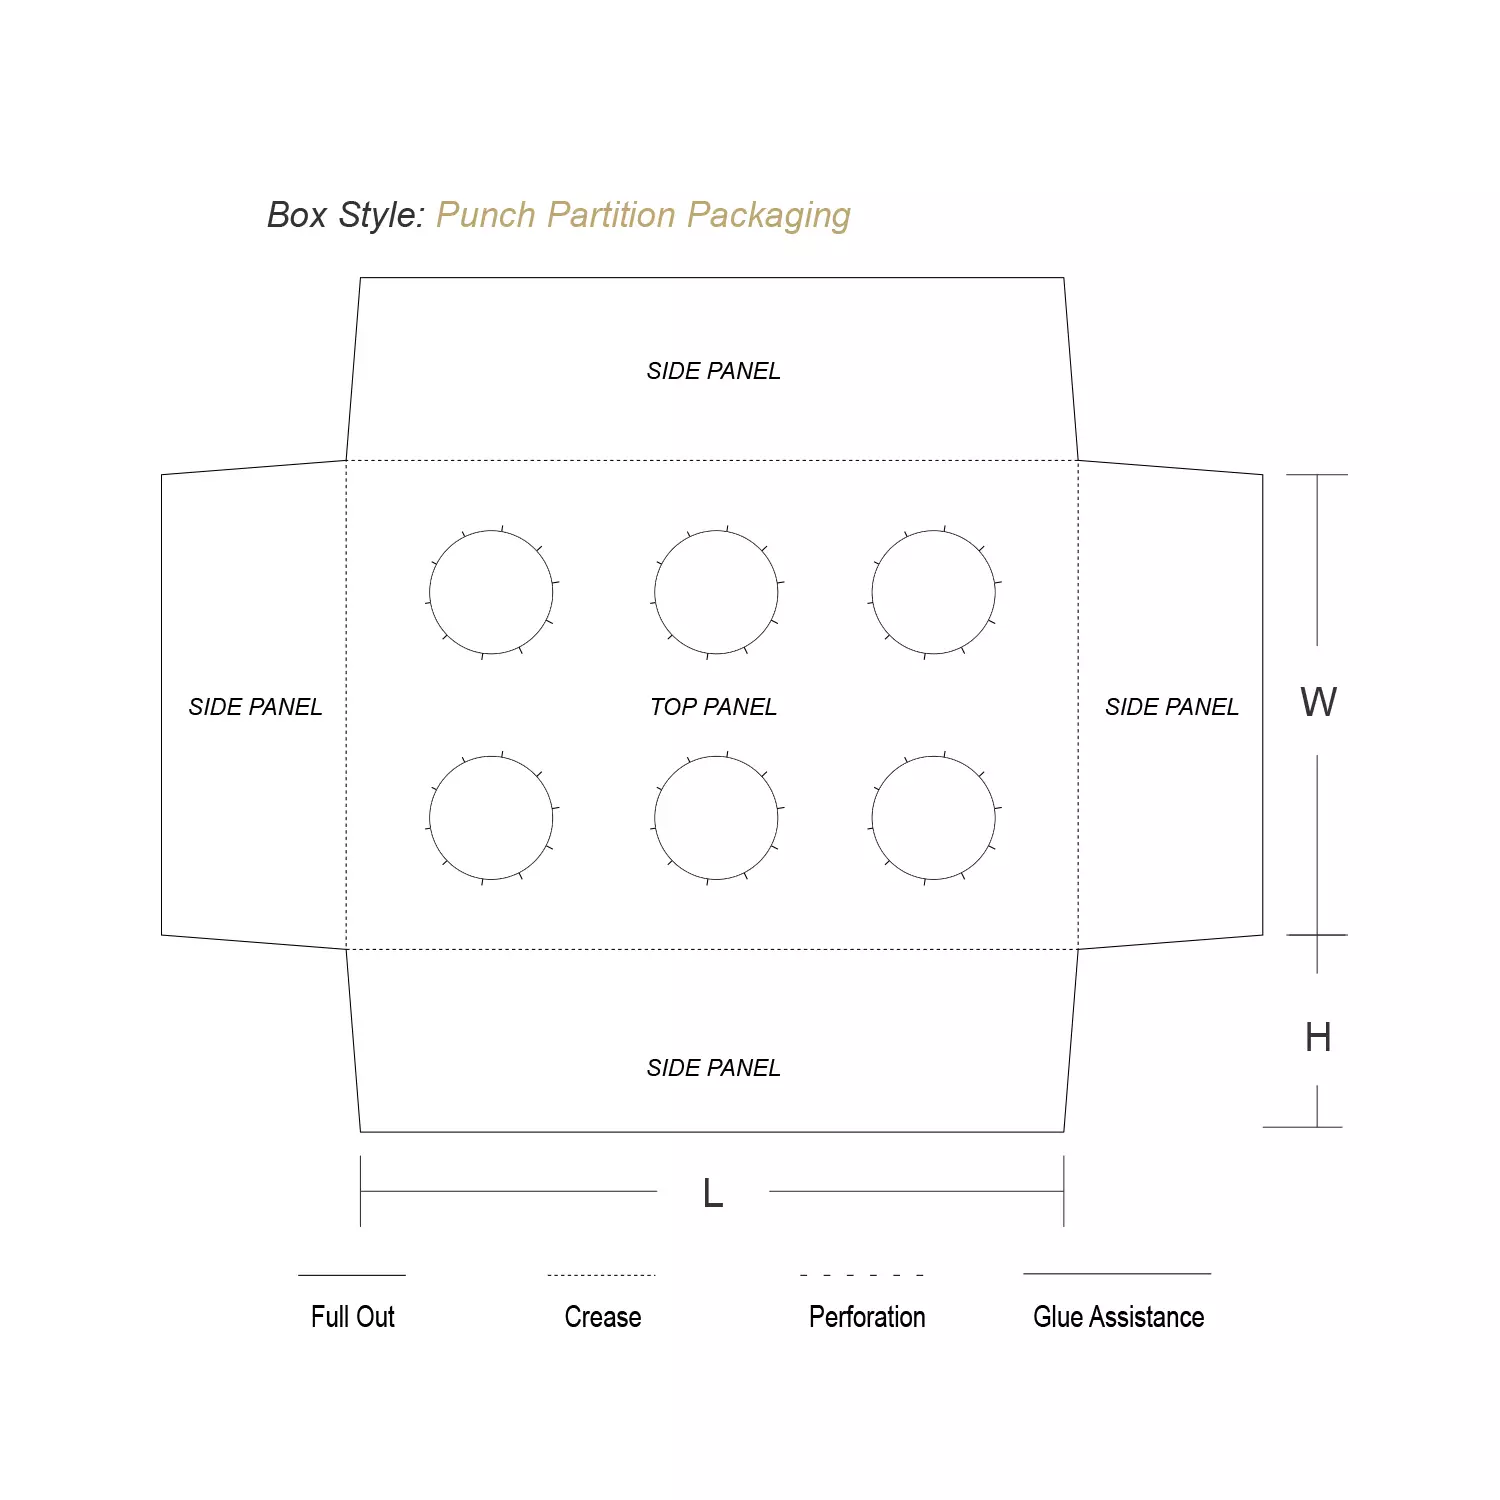 Box Style: Punch Partition Packaging
SIDE PANEL
SIDE PANEL
TOP PANEL
SIDE PANEL
W
H
SIDE PANEL
L
Full Out
Crease
Perforation
Glue Assistance